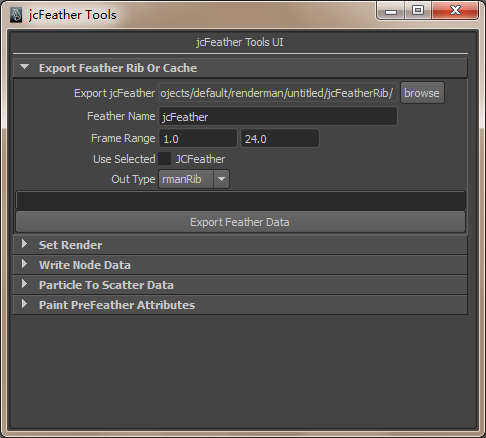 jcFeather Tools
jcFeather Tools UI
Export Feather Rib Or Cache
Export jcFeather ojects/default/renderman/untitled/jcFeatherRib/ browse
Feather Name jcFeather
Frame Range 1.0 24.0
Use Selected JCFeather
Out Type rmanRib
Export Feather Data
Set Render
Write Node Data
Particle To Scatter Data
Paint PreFeather Attributes